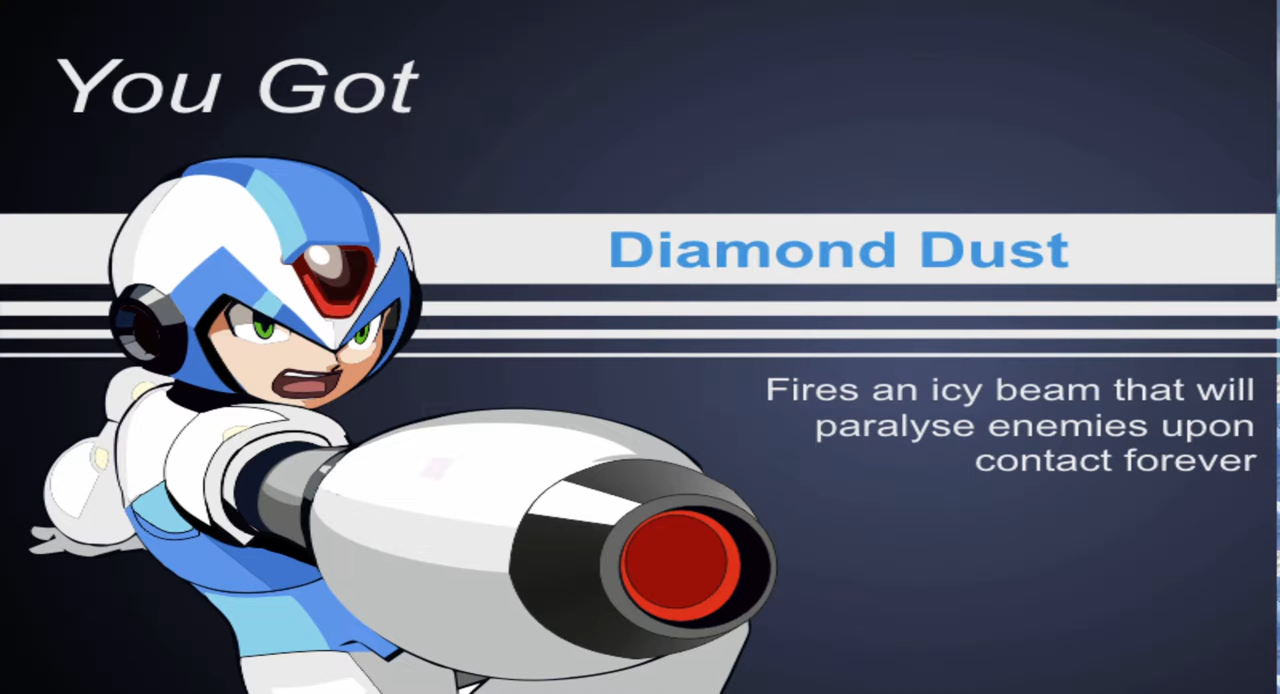 You Got
Diamond Dust
Fires an icy beam that will
paralyse enemies upon
contact forever